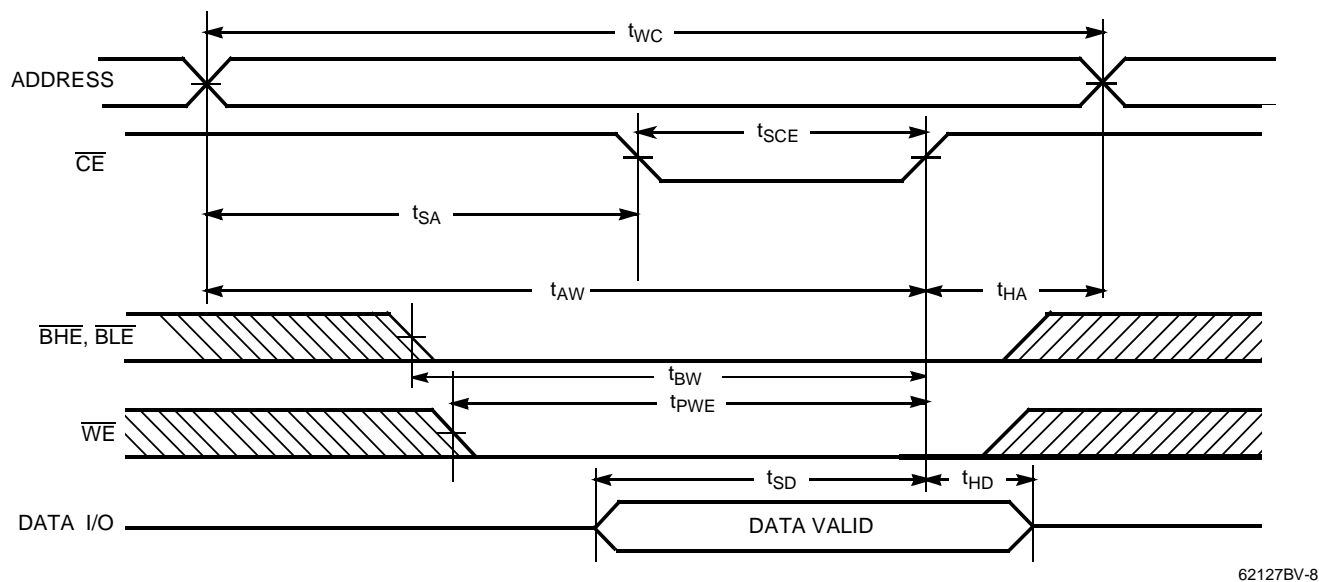 tWC
ADDRESS
tSCE
CE
tSA
tAW
tHA
BHE, BLE
tBW
tPWE
WE
tSD
tHD
DATA I/O
DATA VALID
62127BV-8